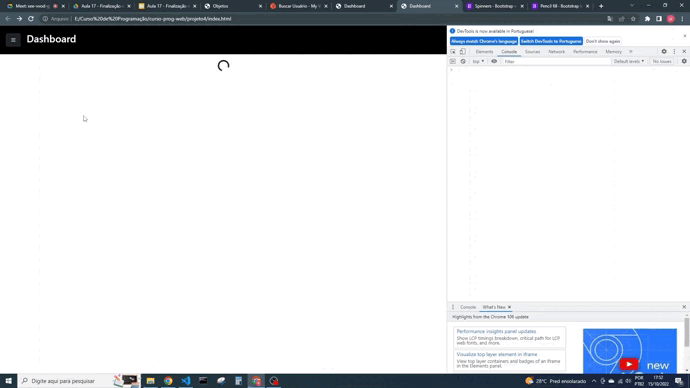 Meet: see-wod-g
Aula 17 - Finalização
Aula 17 - Finalização
Objetos
Buscar Usuário - My
Dashboard
Dashboard
Spinners - Bootstrap
Pencil fill - Bootstrap
Arquivo
E:/Curso%20de%20Programação/curso-prog-web/projeto4/index.html
Dashboard
DevTools is now available in Portuguese!
Always match Chrome's language
Switch DevTools to Portuguese
Don't show again
Elements
Console
Sources
Network
Performance
Memory
top
Filter
Default levels
No Issues
Console
What's New
Highlights from the Chrome 106 update
Performance insights panel updates
Show LCP timings breakdown, critical path for LCP
web fonts, and more.
Visualize top layer element in iframe
View top layer containers and badges of an iframe
in the Elements panel.
new
Digite aqui para pesquisar
28°C Pred ensolarado
POR
PTB2
17:52
15/10/2022